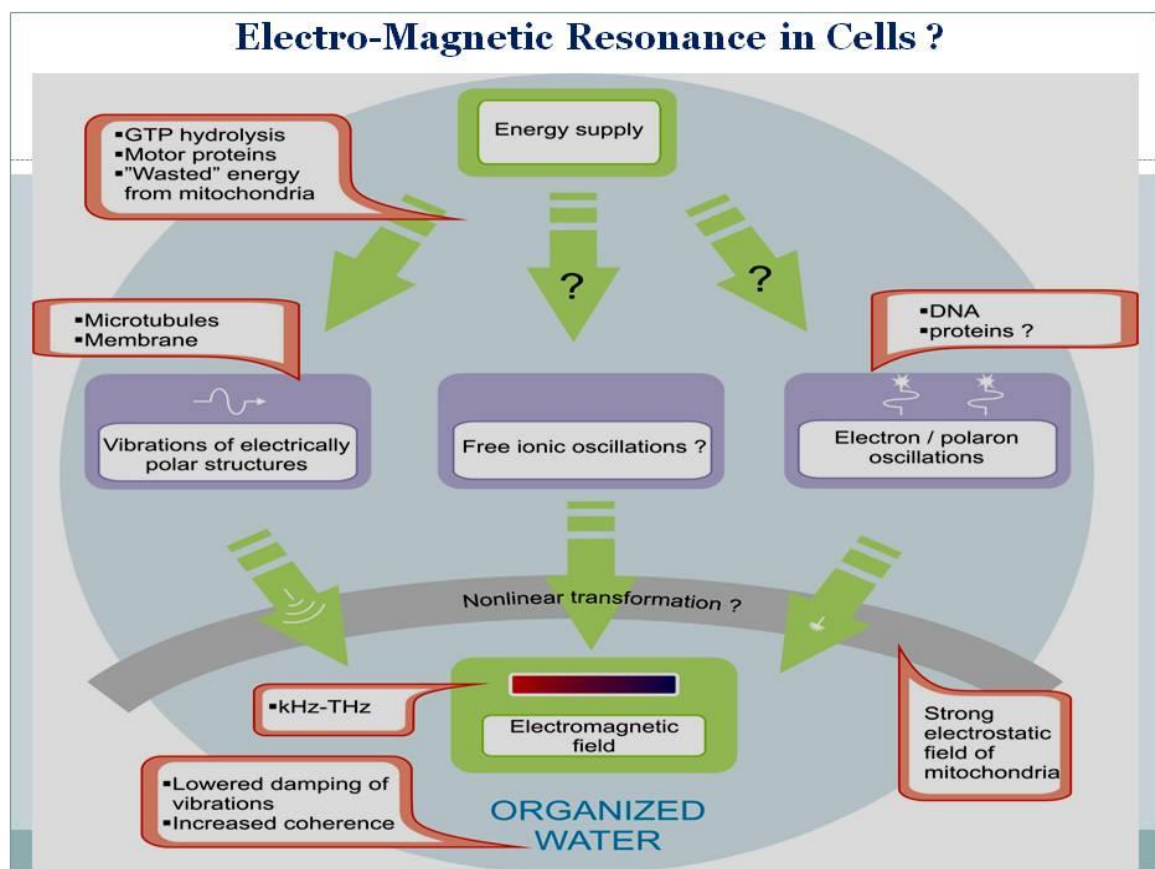 Electro-Magnetic Resonance in Cells ?
Energy supply
▪GTP hydrolysis
▪Motor proteins
▪"Wasted" energy
from mitochondria
?
?
▪Microtubules
▪Membrane
▪DNA
▪proteins ?
Vibrations of electrically
polar structures
Free ionic oscillations ?
Electron / polaron
oscillations
Nonlinear transformation ?
▪kHz-THz
Electromagnetic
field
Strong
electrostatic
field of
mitochondria
▪Lowered damping of
vibrations
▪Increased coherence
ORGANIZED
WATER